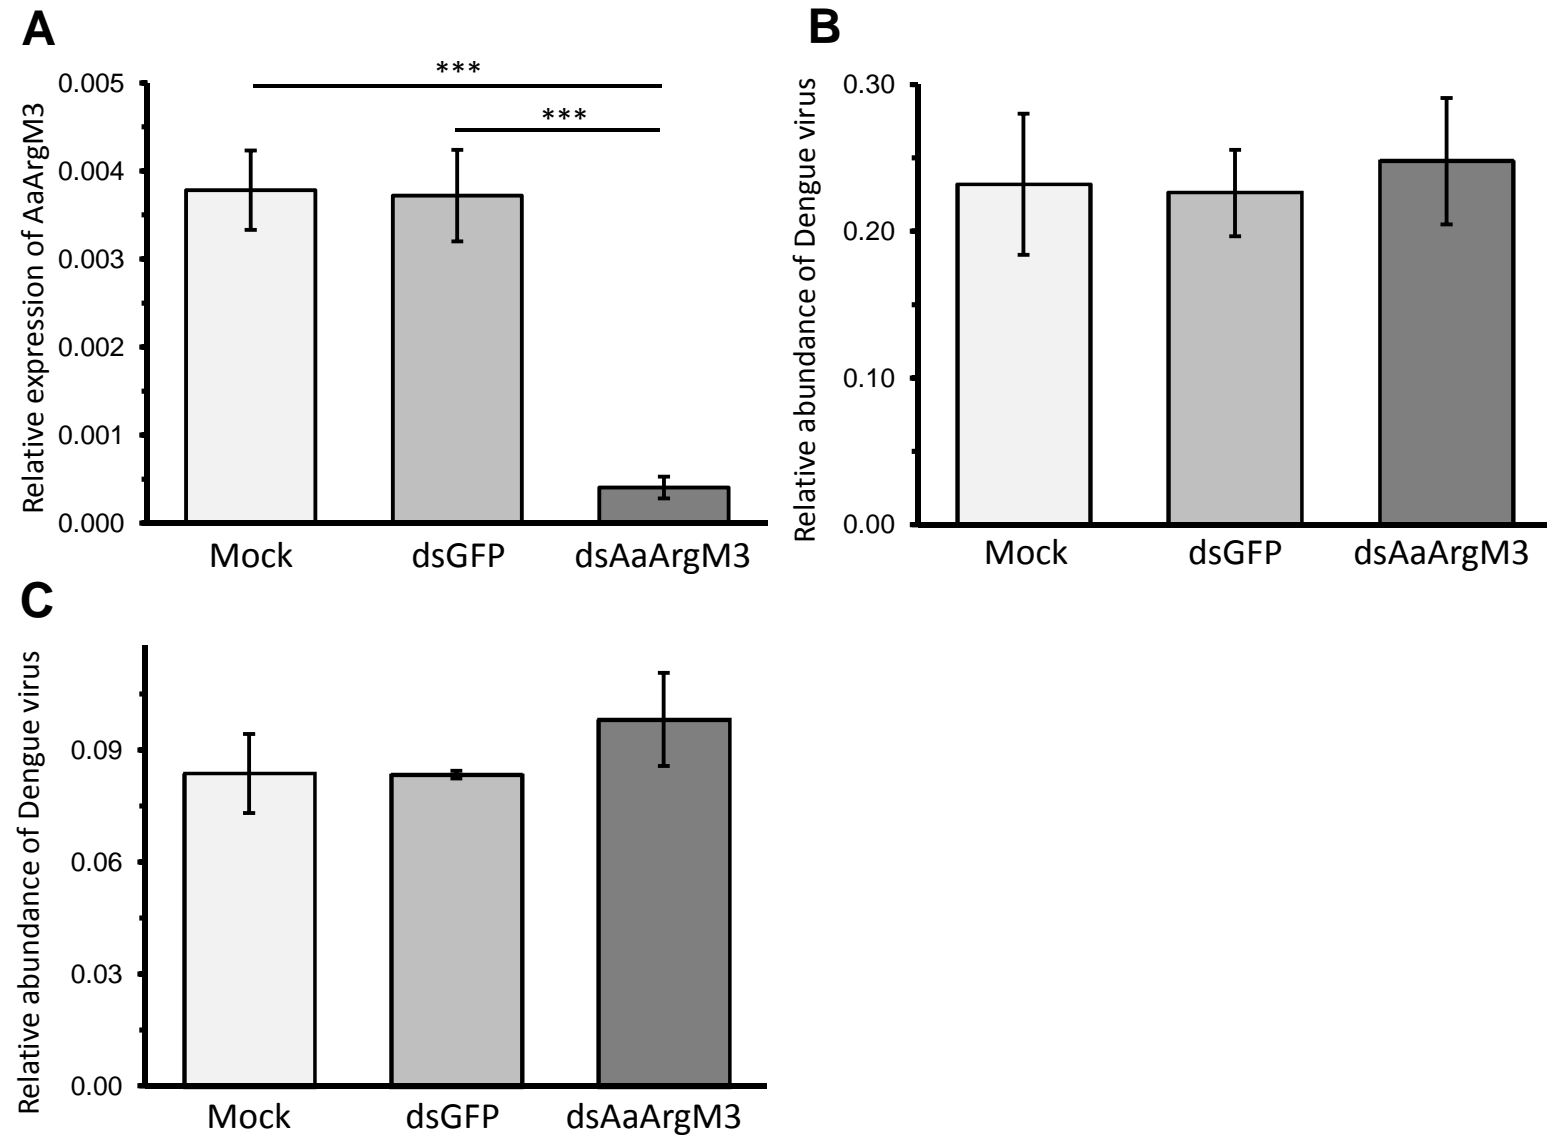 A
Relative expression of AaArgM3
0.005
0.004
0.003
0.002
0.001
0.000
***
***
Mock dsGFP dsAaArgM3
B
Relative abundance of Dengue virus
0.30
0.20
0.10
0.00
Mock dsGFP dsAaArgM3
C
Relative abundance of Dengue virus
0.09
0.06
0.03
0.00
Mock dsGFP dsAaArgM3